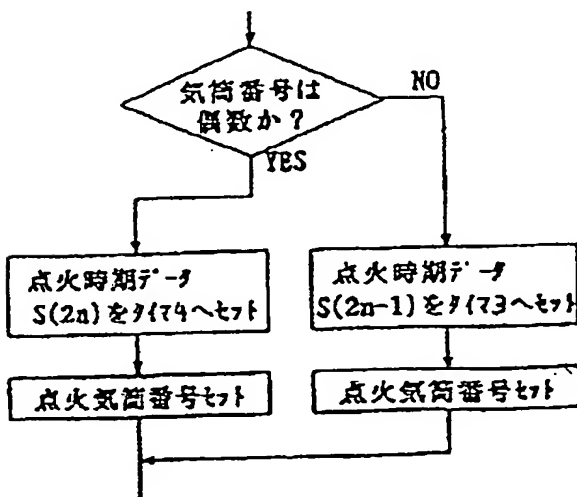 気筒番号は
偶数か?
NO
YES
点火時期データ
S(2n)をタイマ4へセット
点火時期データ
S(2n-1)をタイマ3へセット
点火気筒番号セット
点火気筒番号セット